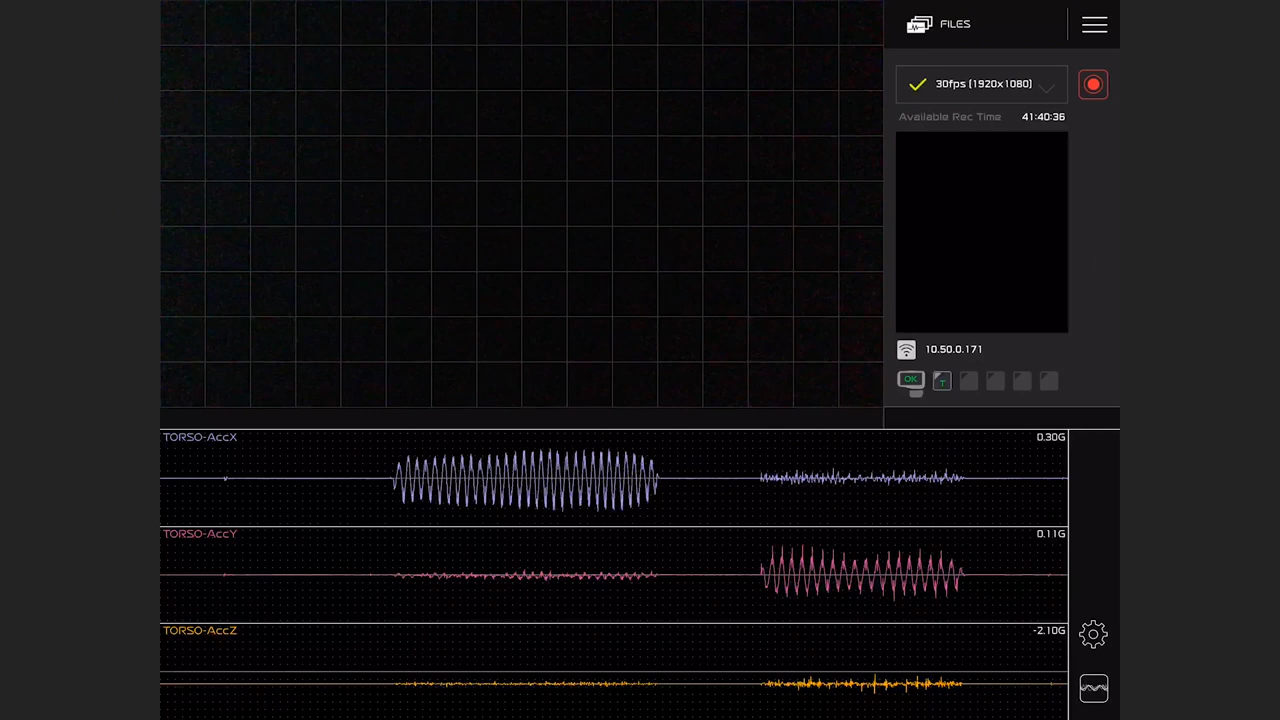 FILES
30fps (1920x1080)
Available Rec Time 41:40:36
10.50.0.171
OK T
TORSO-AccX 0.30G
TORSO-AccY 0.11G
TORSO-AccZ -2.10G